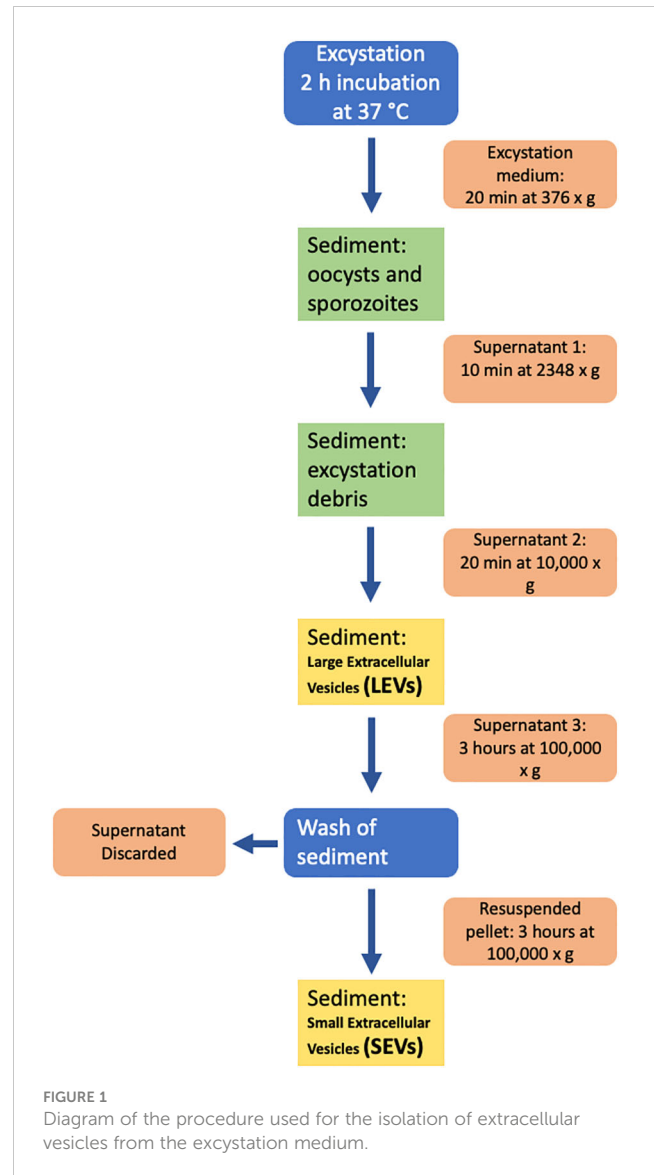 Excystation
2 h incubation
at 37 °C
Excystation
medium:
20 min at 376 x g
Sediment:
oocysts and
sporozoites
Supernatant 1:
10 min at 2348 x g
Sediment:
excystation
debris
Supernatant 2:
20 min at 10,000 x
g
Sediment:
Large Extracellular
Vesicles (LEVs)
Supernatant 3:
3 hours at 100,000
x g
Supernatant
Discarded
Wash of
sediment
Resuspended
pellet: 3 hours at
100,000 x g
Sediment:
Small Extracellular
Vesicles (SEVs)
FIGURE 1
Diagram of the procedure used for the isolation of extracellular
vesicles from the excystation medium.